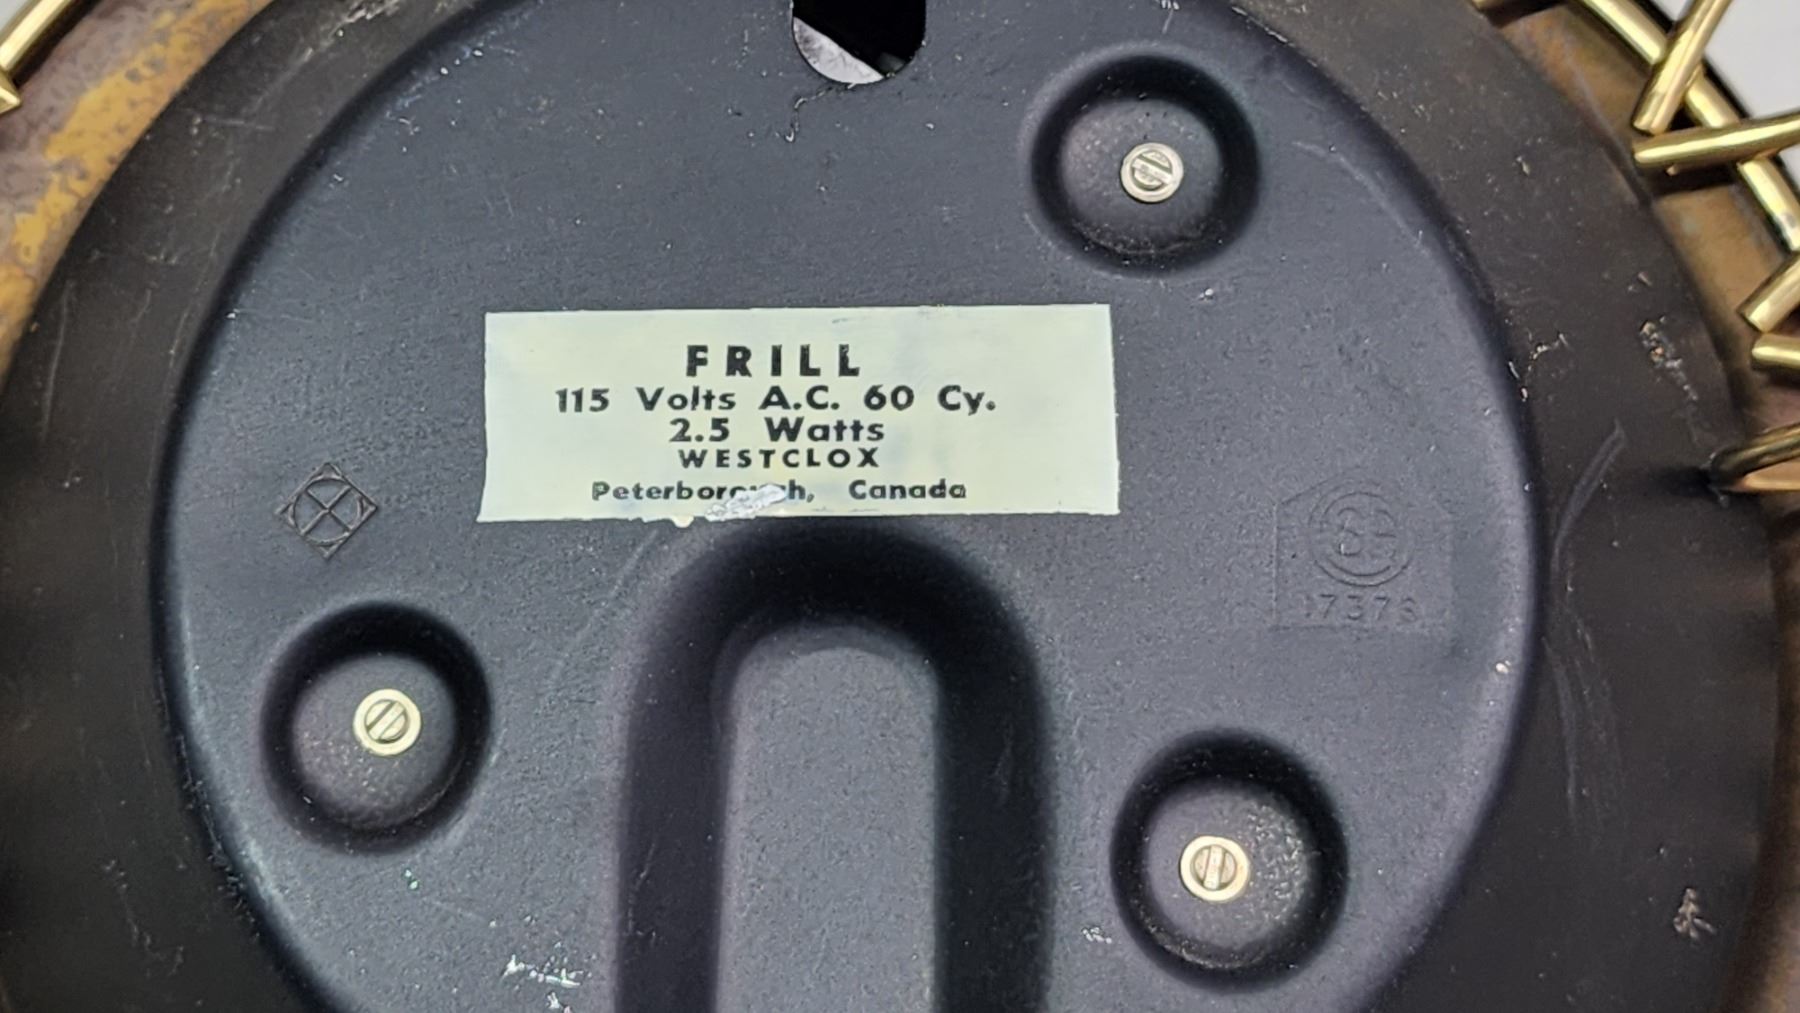 FRILL
115 Volts A.C. 60 Cy.
2.5 Watts
WESTCLOX
Peterborough, Canada